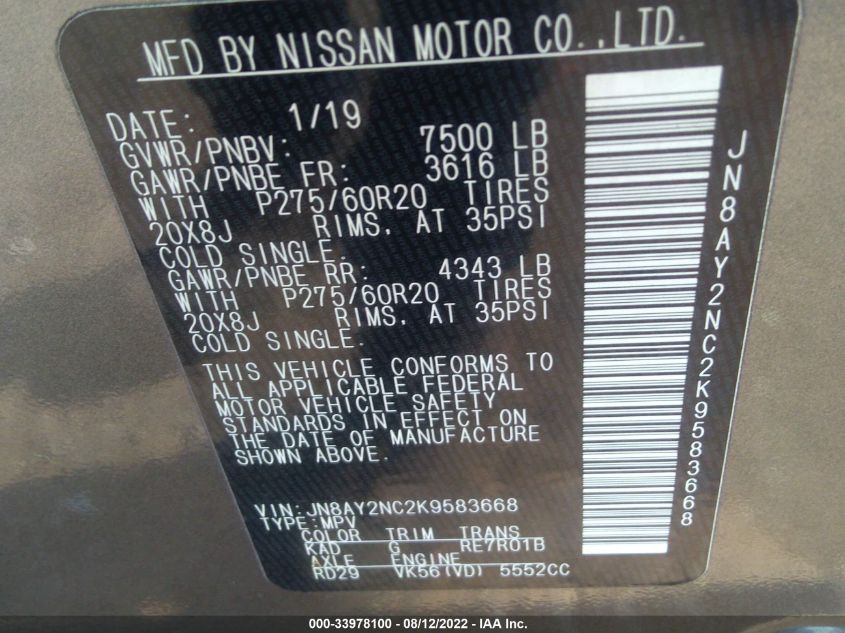 MFD BY NISSAN MOTOR CO.,LTD.
DATE: 1/19
GVWR/PNBV: 7500 LB
GAWR/PNBE FR: 3616 LB
WITH P275/60R20 TIRES
20X8J RIMS, AT 35PSI
COLD SINGLE.
GAWR/PNBE RR: 4343 LB
WITH P275/60R20 TIRES
20X8J RIMS, AT 35PSI
COLD SINGLE.
THIS VEHICLE CONFORMS TO
ALL APPLICABLE FEDERAL
MOTOR VEHICLE SAFETY
STANDARDS IN EFFECT ON
THE DATE OF MANUFACTURE
SHOWN ABOVE.
VIN: JN8AY2NC2K9583668
TYPE:MPV
COLOR TRIM TRANS
KAD G RE7R01B
AXLE ENGINE
RD29 VK56(VD) 5552CC
JN8AY2NC2K9583668
000-33978100 - 08/12/2022 - IAA Inc.